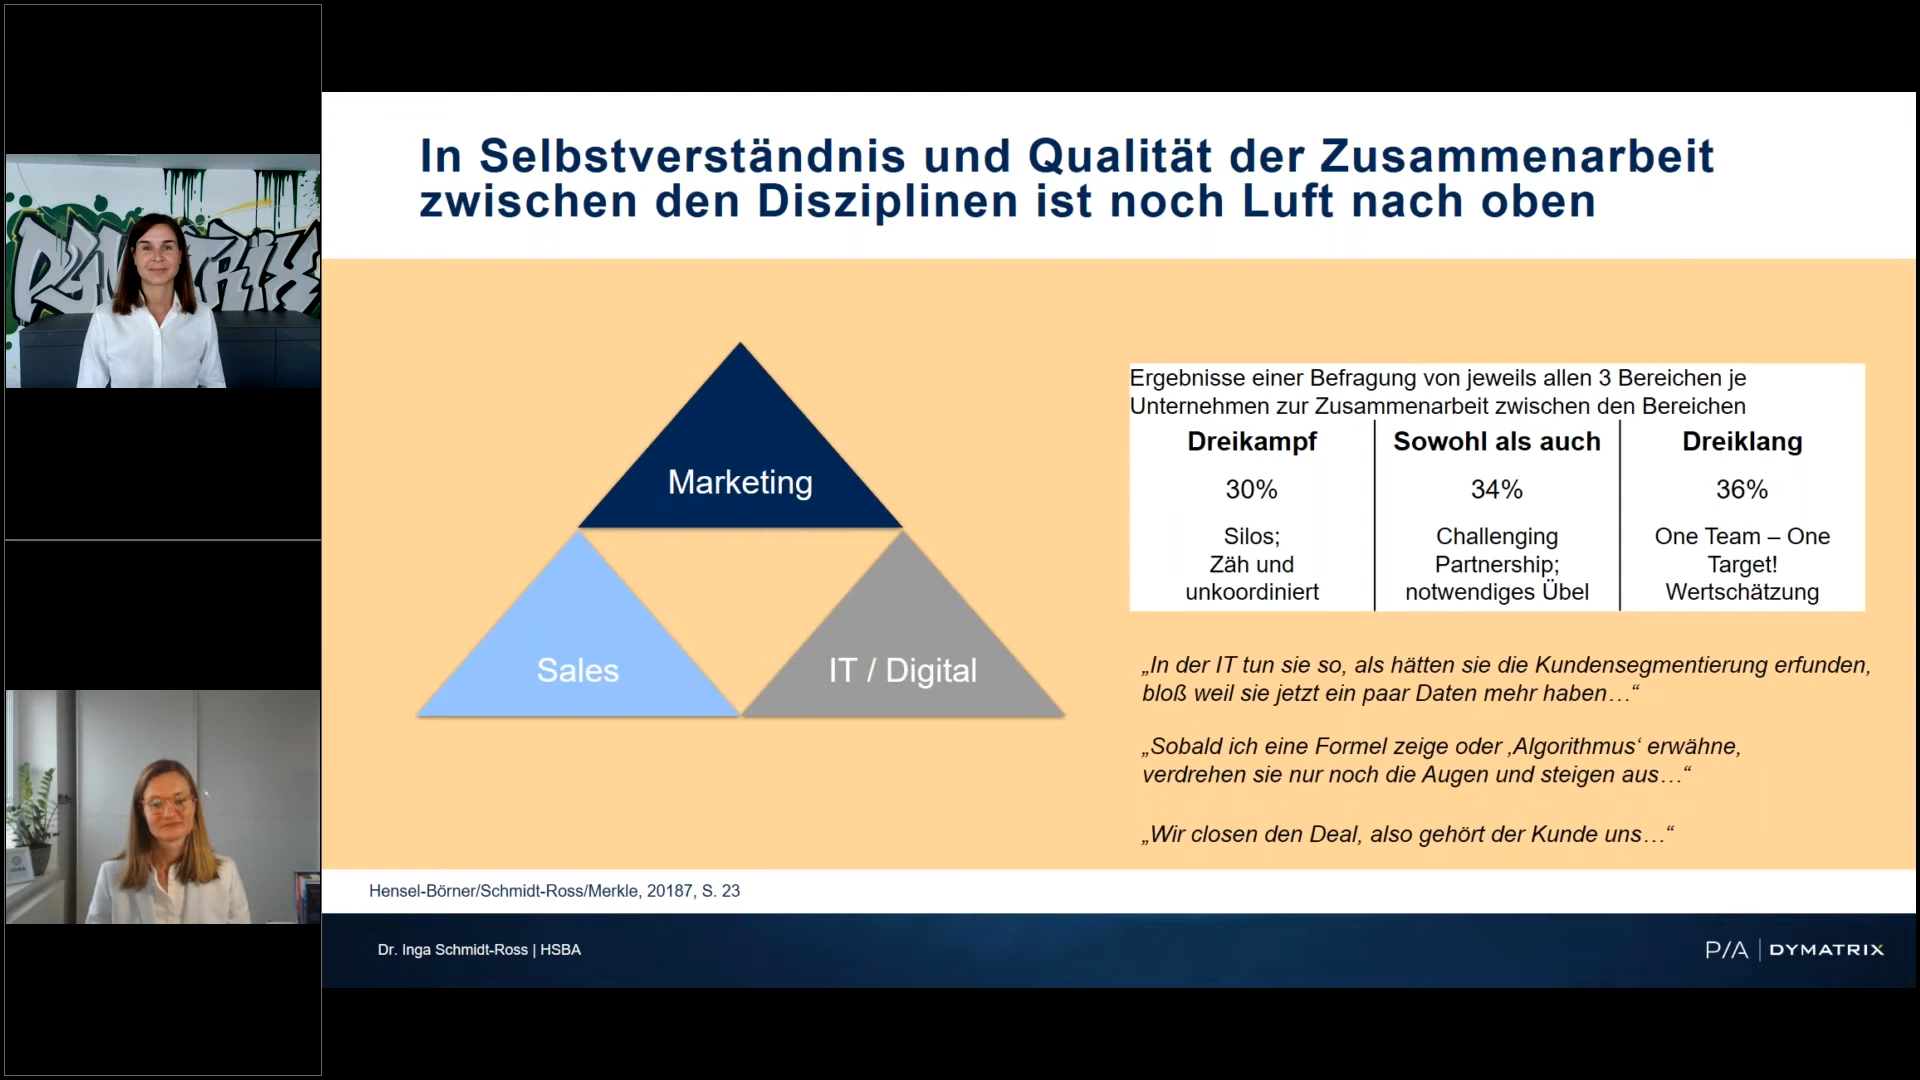 In Selbstverständnis und Qualität der Zusammenarbeit
zwischen den Disziplinen ist noch Luft nach oben
Marketing
Sales
IT / Digital
Ergebnisse einer Befragung von jeweils allen 3 Bereichen je
Unternehmen zur Zusammenarbeit zwischen den Bereichen
Dreikampf
30%
Silos;
Zäh und
unkoordiniert
Sowohl als auch
34%
Challenging
Partnership;
notwendiges Übel
Dreiklang
36%
One Team – One
Target!
Wertschätzung
„In der IT tun sie so, als hätten sie die Kundensegmentierung erfunden,
bloß weil sie jetzt ein paar Daten mehr haben…“
„Sobald ich eine Formel zeige oder ‚Algorithmus‘ erwähne,
verdrehen sie nur noch die Augen und steigen aus…“
„Wir closen den Deal, also gehört der Kunde uns…“
Hensel-Börner/Schmidt-Ross/Merkle, 20187, S. 23
Dr. Inga Schmidt-Ross | HSBA
P/A | DYMATRIX